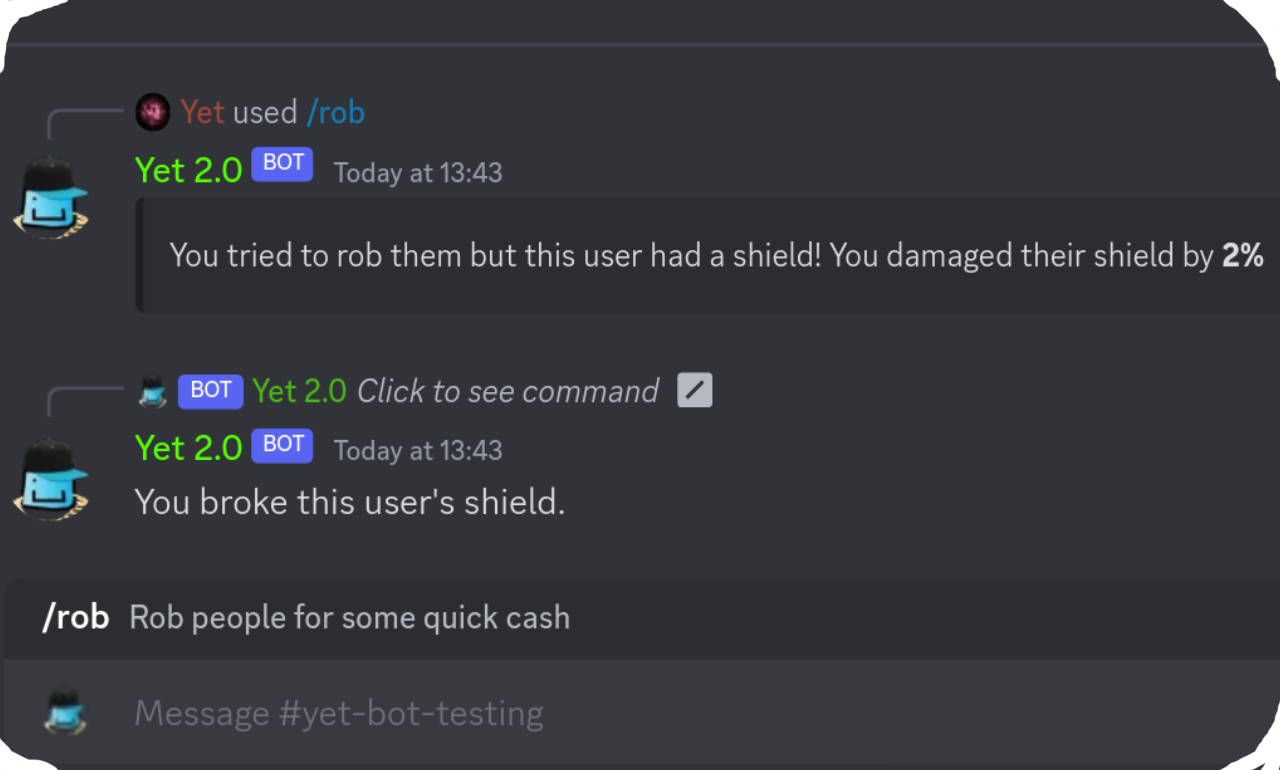 Yet used /rob
Yet 2.0 BOT Today at 13:43
You tried to rob them but this user had a shield! You damaged their shield by 2%
BOT Yet 2.0 Click to see command
Yet 2.0 BOT Today at 13:43
You broke this user's shield.
/rob Rob people for some quick cash
Message #yet-bot-testing